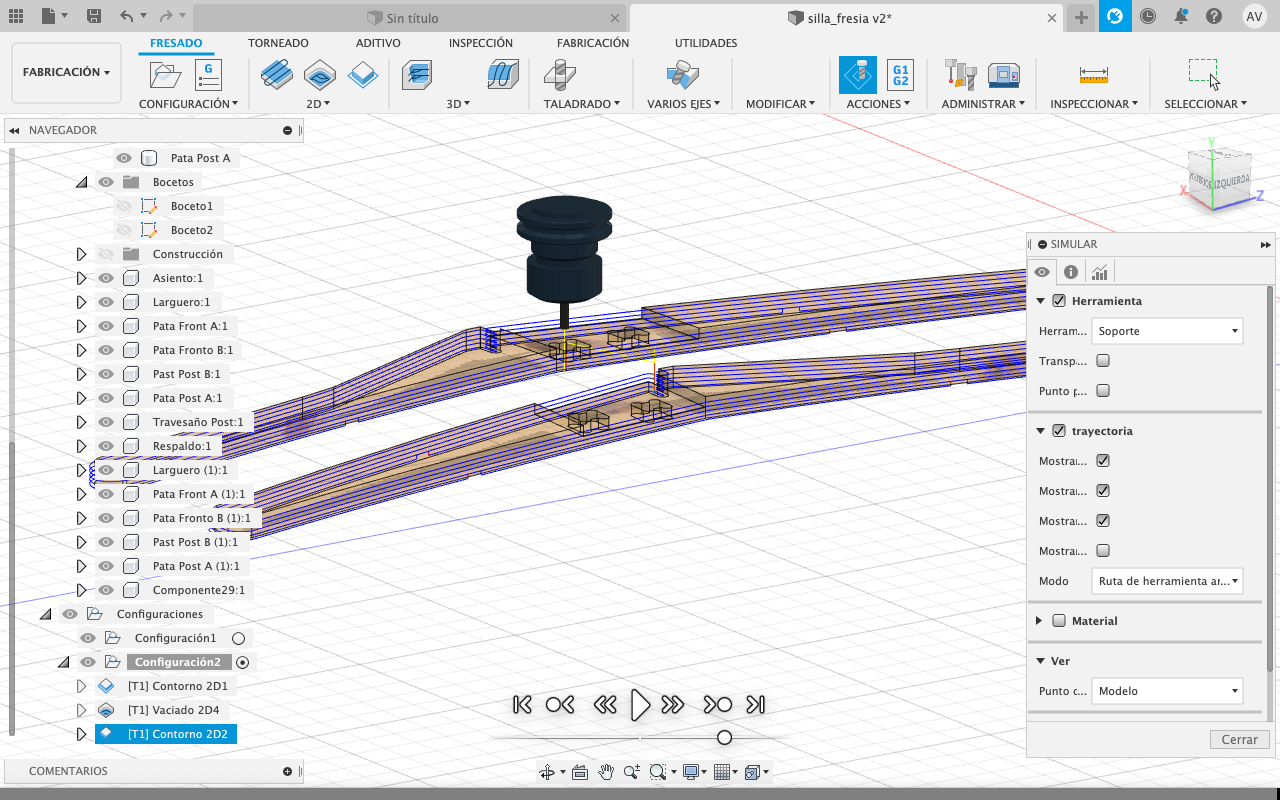 Sin título
silla_fresia v2*
AV
FABRICACIÓN
FRESADO
TORNEADO
ADITIVO
INSPECCIÓN
FABRICACIÓN
UTILIDADES
G
G1
G2
CONFIGURACIÓN
2D
3D
TALADRADO
VARIOS EJES
MODIFICAR
ACCIONES
ADMINISTRAR
INSPECCIONAR
SELECCIONAR
NAVEGADOR
Pata Post A
Bocetos
Boceto1
Boceto2
Construcción
Asiento:1
Larguero:1
Pata Front A:1
Pata Fronto B:1
Past Post B:1
Pata Post A:1
Travesaño Post:1
Respaldo:1
Larguero (1):1
Pata Front A (1):1
Pata Fronto B (1):1
Past Post B (1):1
Pata Post A (1):1
Componente29:1
Configuraciones
Configuración1
Configuración2
[T1] Contorno 2D1
[T1] Vaciado 2D4
[T1] Contorno 2D2
COMENTARIOS
Y
IZQUIERDA
X
Z
SIMULAR
Herramienta
Herram... Soporte
Transp...
Punto p...
trayectoria
Mostra...
Mostra...
Mostra...
Mostra...
Modo Ruta de herramienta ar...
Material
Ver
Punto c... Modelo
Cerrar